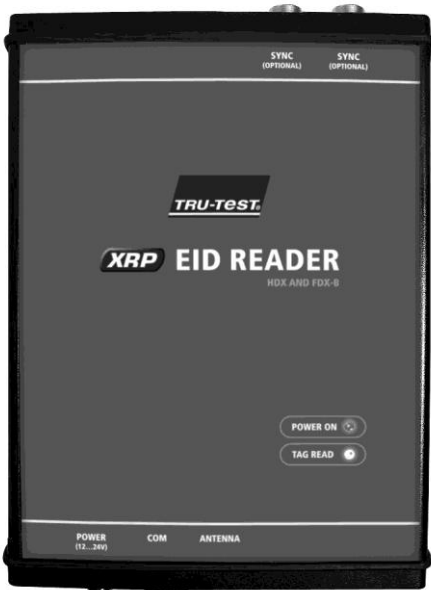 SYNC SYNC
(OPTIONAL) (OPTIONAL)
TRU-TEST
XRP EID READER
HDX AND FDX-B
POWER ON
TAG READ
POWER COM ANTENNA
(12...24V)